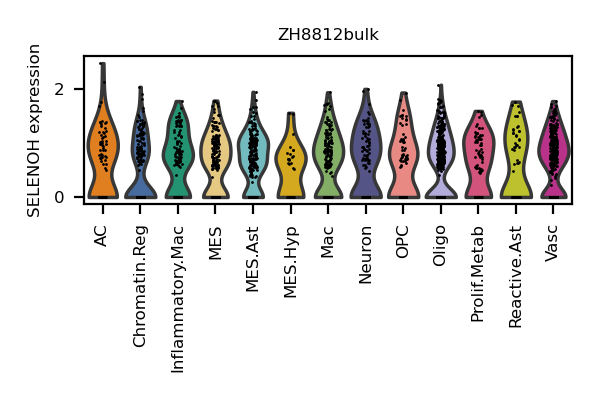 ZH8812bulk
SELENOH expression
2
0
AC
Chromatin.Reg
Inflammatory.Mac
MES
MES.Ast
MES.Hyp
Mac
Neuron
OPC
Oligo
Prolif.Metab
Reactive.Ast
Vasc